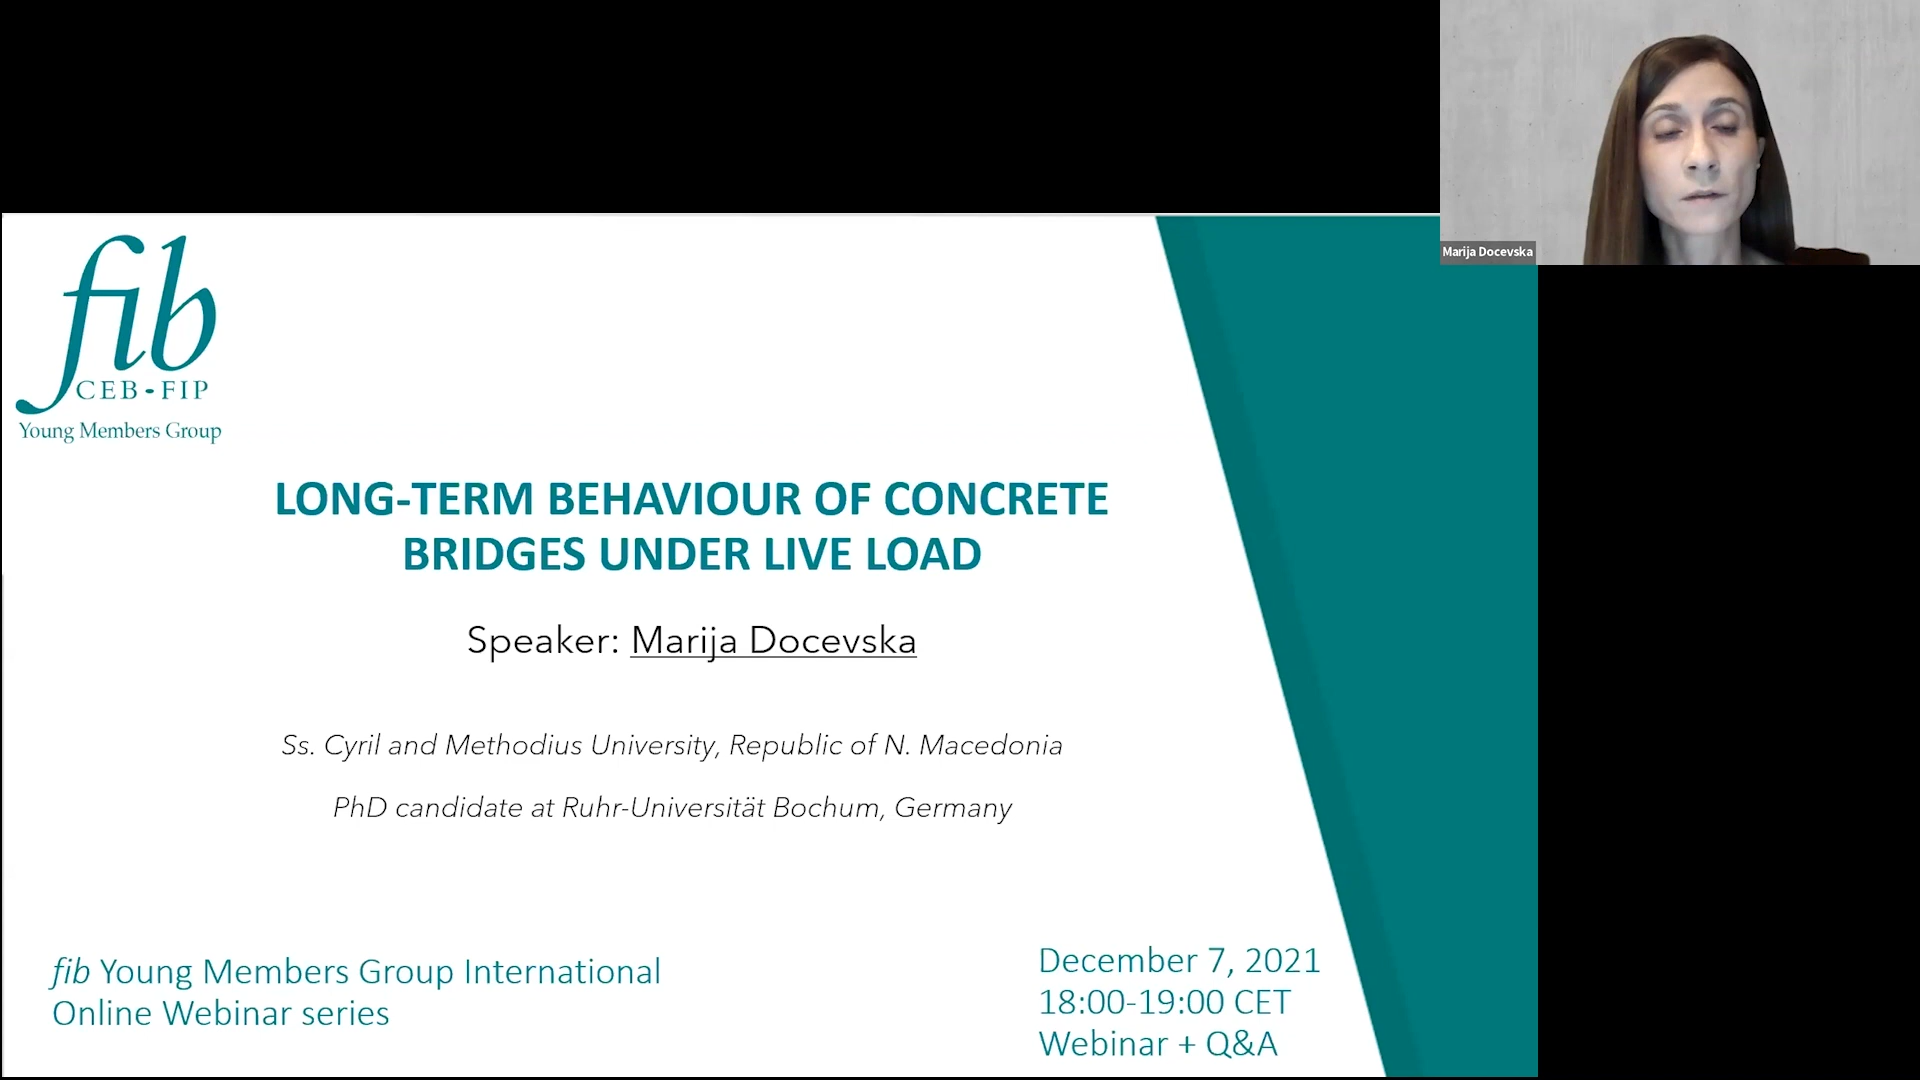 Marija Docevska
fib
CEB-FIP
Young Members Group
LONG-TERM BEHAVIOUR OF CONCRETE
BRIDGES UNDER LIVE LOAD
Speaker: Marija Docevska
Ss. Cyril and Methodius University, Republic of N. Macedonia
PhD candidate at Ruhr-Universität Bochum, Germany
fib Young Members Group International
Online Webinar series
December 7, 2021
18:00-19:00 CET
Webinar + Q&A